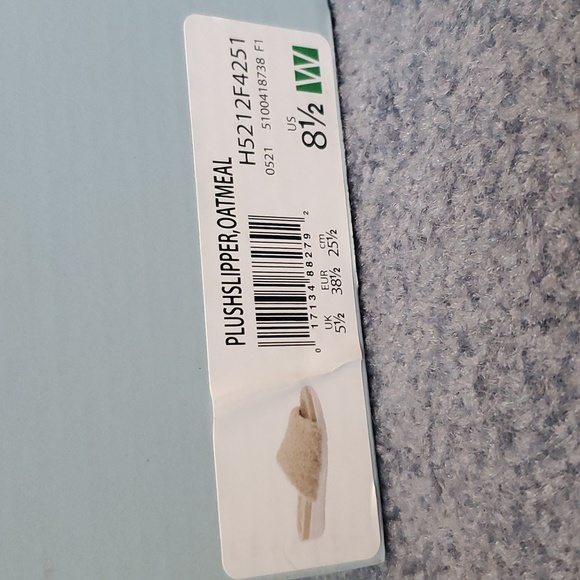 PLUSHSLIPPER,OATMEAL
H5212F4251
0521 5100418738 F1
0 17134 88279 2
UK EUR cm
5½ 38½ 25½
US
8½ W